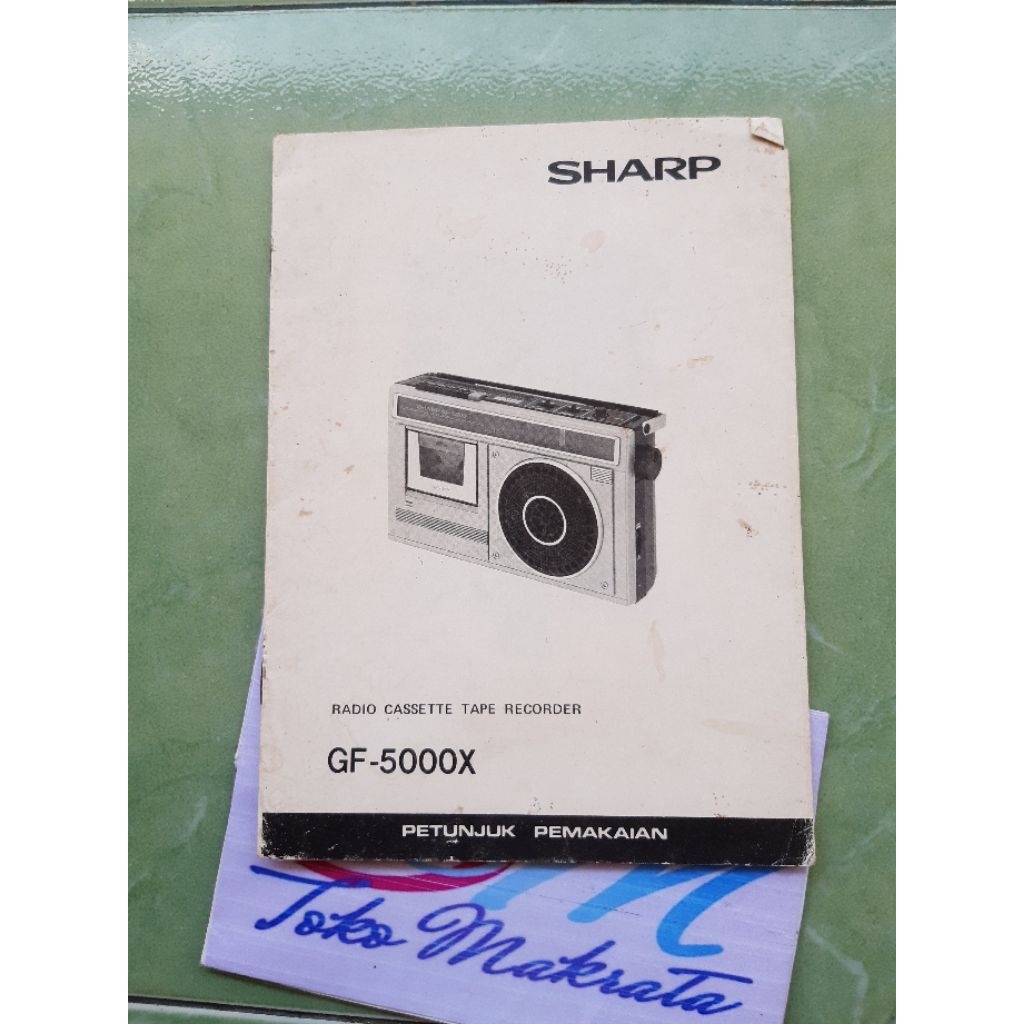 SHARP
RADIO CASSETTE TAPE RECORDER
GF-5000X
PETUNJUK PEMAKAIAN
Toko Makrata